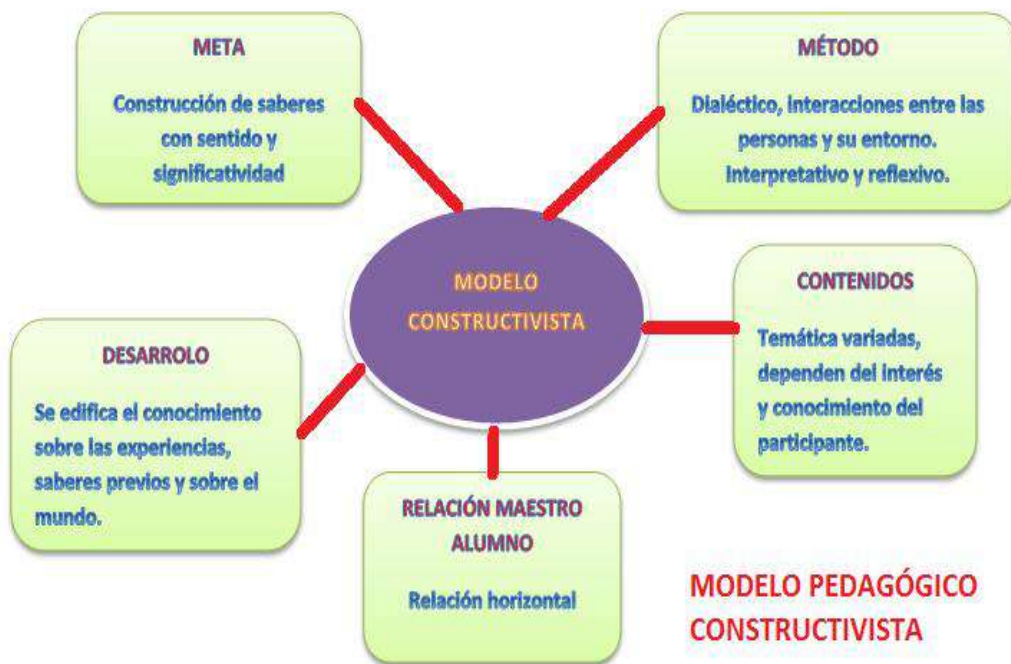 META
Construcción de saberes
con sentido y
significatividad
MÉTODO
Dialéctico, interacciones entre las
personas y su entorno.
Interpretativo y reflexivo.
MODELO
CONSTRUCTIVISTA
CONTENIDOS
Temática variadas,
dependen del interés
y conocimiento del
participante.
DESARROLO
Se edifica el conocimiento
sobre las experiencias,
saberes previos y sobre el
mundo.
RELACIÓN MAESTRO
ALUMNO
Relación horizontal
MODELO PEDAGÓGICO
CONSTRUCTIVISTA